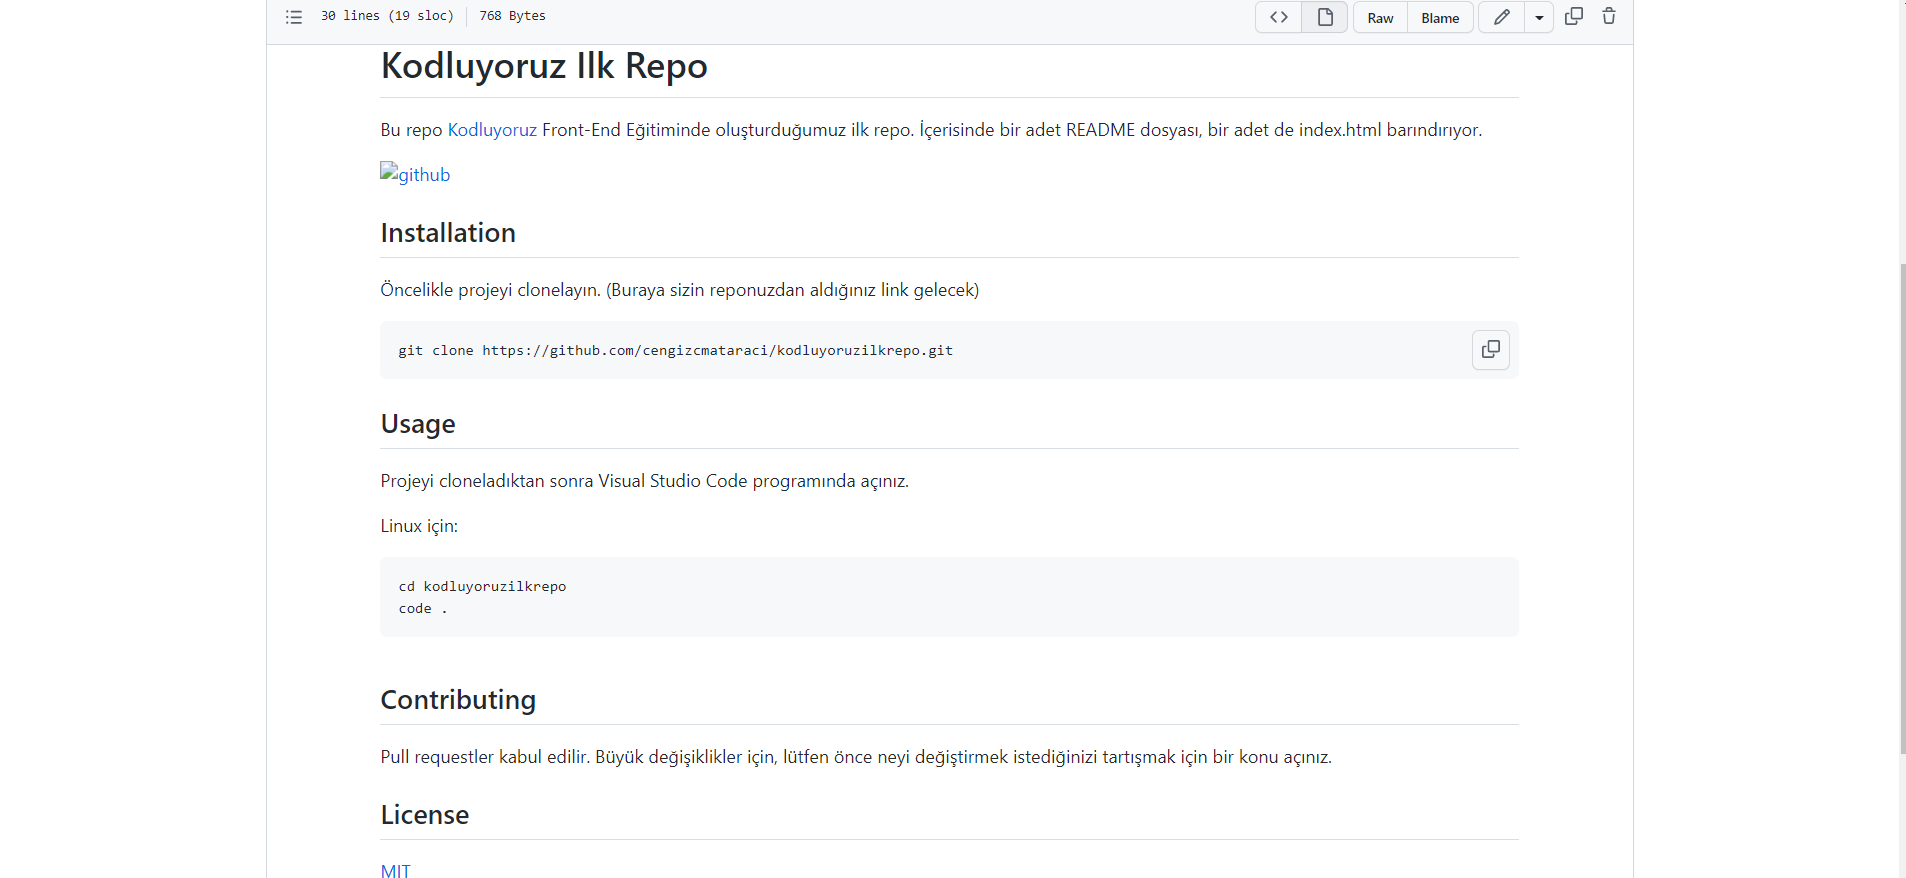 30 lines (19 sloc) 768 Bytes Raw Blame
Kodluyoruz Ilk Repo
Bu repo Kodluyoruz Front-End Eğitiminde oluşturduğumuz ilk repo. İçerisinde bir adet README dosyası, bir adet de index.html barındırıyor.
github
Installation
Öncelikle projeyi clonelayın. (Buraya sizin reponuzdan aldığınız link gelecek)
git clone https://github.com/cengizcmataraci/kodluyoruzilkrepo.git
Usage
Projeyi cloneladıktan sonra Visual Studio Code programında açınız.
Linux için:
cd kodluyoruzilkrepo
code .
Contributing
Pull requestler kabul edilir. Büyük değişiklikler için, lütfen önce neyi değiştirmek istediğinizi tartışmak için bir konu açınız.
License
MIT